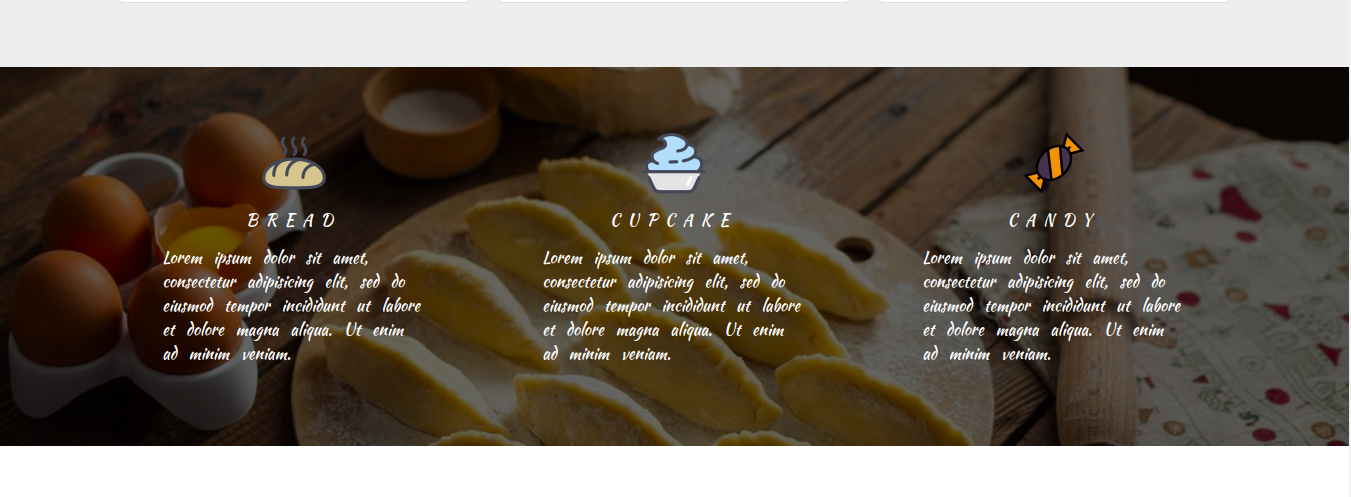 BREAD
Lorem ipsum dolor sit amet,
consectetur adipisicing elit, sed do
eiusmod tempor incididunt ut labore
et dolore magna aliqua. Ut enim
ad minim veniam.
CUPCAKE
Lorem ipsum dolor sit amet,
consectetur adipisicing elit, sed do
eiusmod tempor incididunt ut labore
et dolore magna aliqua. Ut enim
ad minim veniam.
CANDY
Lorem ipsum dolor sit amet,
consectetur adipisicing elit, sed do
eiusmod tempor incididunt ut labore
et dolore magna aliqua. Ut enim
ad minim veniam.